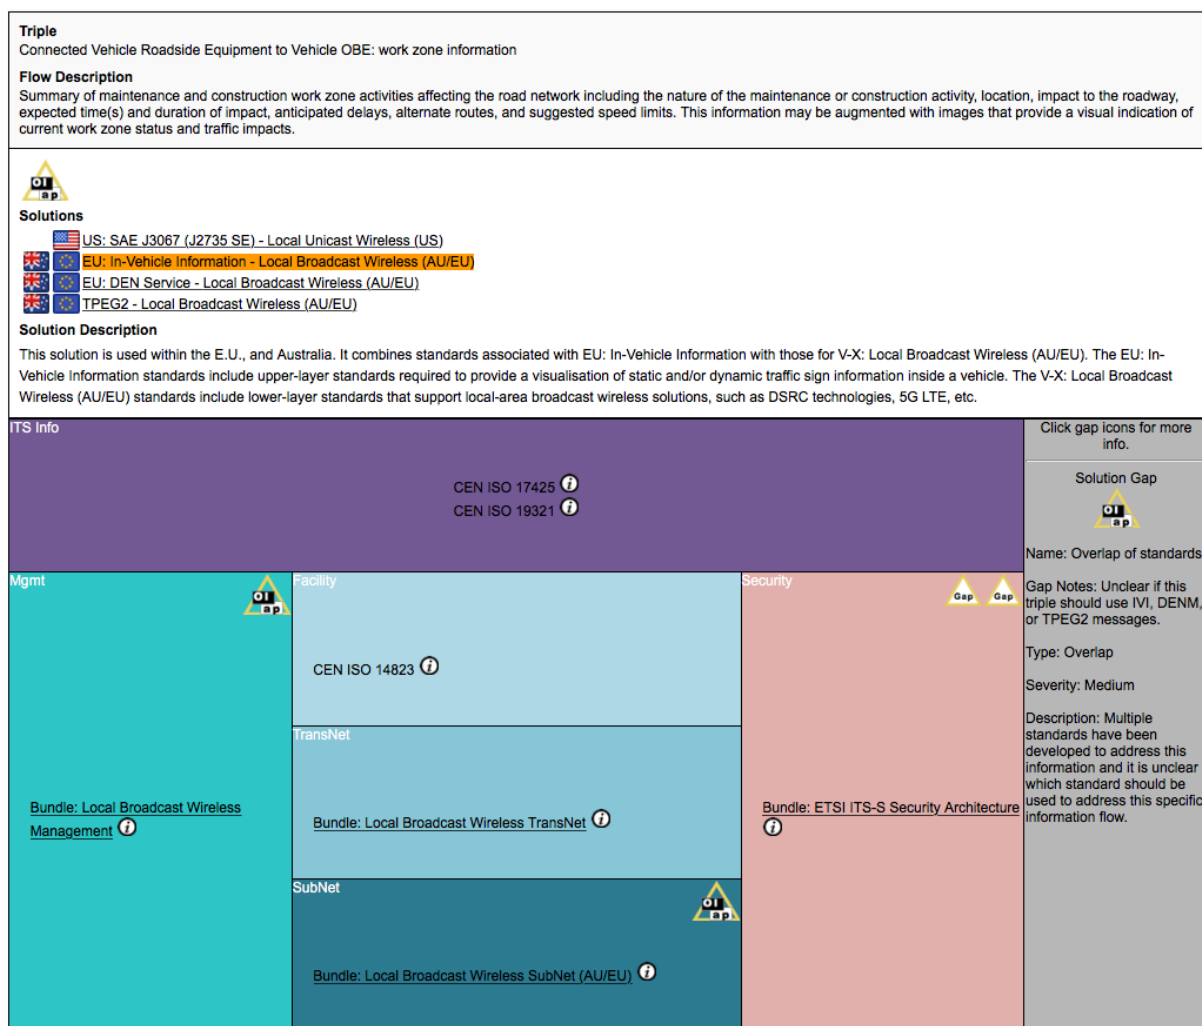 Triple
Connected Vehicle Roadside Equipment to Vehicle OBE: work zone information
Flow Description
Summary of maintenance and construction work zone activities affecting the road network including the nature of the maintenance or construction activity, location, impact to the roadway,
expected time(s) and duration of impact, anticipated delays, alternate routes, and suggested speed limits. This information may be augmented with images that provide a visual indication of
current work zone status and traffic impacts.
Ol
ap
Solutions
US: SAE J3067 (J2735 SE) - Local Unicast Wireless (US)
EU: In-Vehicle Information - Local Broadcast Wireless (AU/EU)
EU: DEN Service - Local Broadcast Wireless (AU/EU)
TPEG2 - Local Broadcast Wireless (AU/EU)
Solution Description
This solution is used within the E.U., and Australia. It combines standards associated with EU: In-Vehicle Information with those for V-X: Local Broadcast Wireless (AU/EU). The EU: In-
Vehicle Information standards include upper-layer standards required to provide a visualisation of static and/or dynamic traffic sign information inside a vehicle. The V-X: Local Broadcast
Wireless (AU/EU) standards include lower-layer standards that support local-area broadcast wireless solutions, such as DSRC technologies, 5G LTE, etc.
ITS Info
CEN ISO 17425 i
CEN ISO 19321 i
Mgmt
Ol
ap
Bundle: Local Broadcast Wireless
Management i
Facility
CEN ISO 14823 i
TransNet
Bundle: Local Broadcast Wireless TransNet i
SubNet
Ol
ap
Bundle: Local Broadcast Wireless SubNet (AU/EU) i
Security
Gap Gap
Bundle: ETSI ITS-S Security Architecture
i
Click gap icons for more
info.
Solution Gap
Ol
ap
Name: Overlap of standards
Gap Notes: Unclear if this
triple should use IVI, DENM,
or TPEG2 messages.
Type: Overlap
Severity: Medium
Description: Multiple
standards have been
developed to address this
information and it is unclear
which standard should be
used to address this specific
information flow.